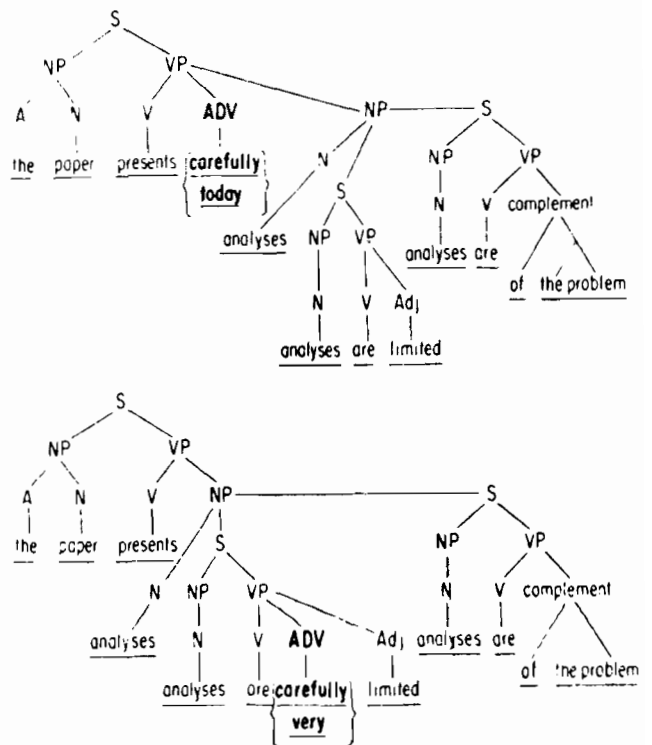 S
NP VP
A N V ADV NP S
the paper presents carefully N NP VP
today S N V complement
analyses NP VP analyses are
N V Adj of the problem
analyses are limited
S
NP VP
A N V NP S
the paper presents S NP VP
N NP VP N V complement
analyses N V ADV Adj analyses are
analyses are carefully limited of the problem
very